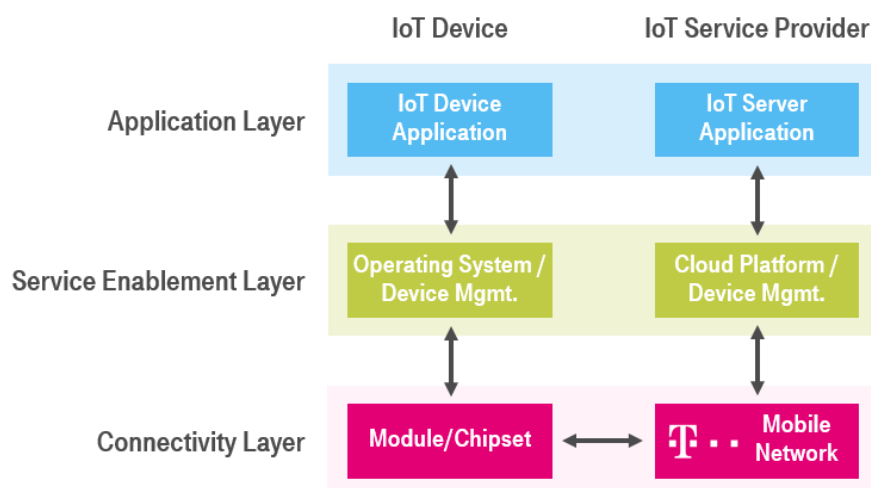 IoT Device
IoT Service Provider
Application Layer
IoT Device
Application
IoT Server
Application
Service Enablement Layer
Operating System /
Device Mgmt.
Cloud Platform /
Device Mgmt.
Connectivity Layer
Module/Chipset
T
Mobile
Network